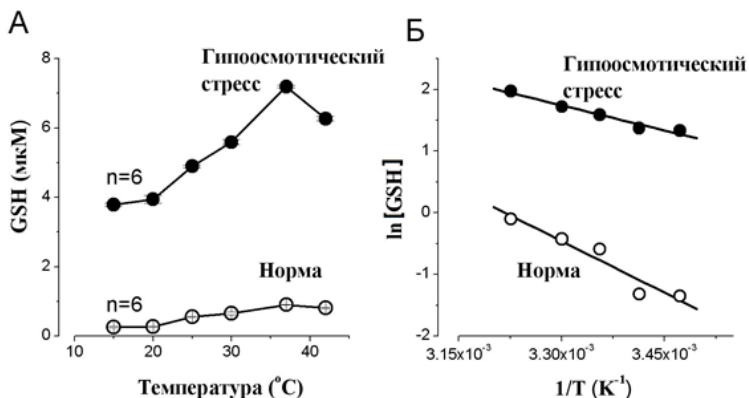 А
GSH (мкМ)
8
6
4
2
0
Гипоосмотический
стресс
n=6
Норма
n=6
10
20
30
40
Температура (°C)
Б
ln [GSH]
2
1
0
-1
-2
Гипоосмотический
стресс
Норма
3.15x10⁻³
3.30x10⁻³
3.45x10⁻³
1/T (K⁻¹)